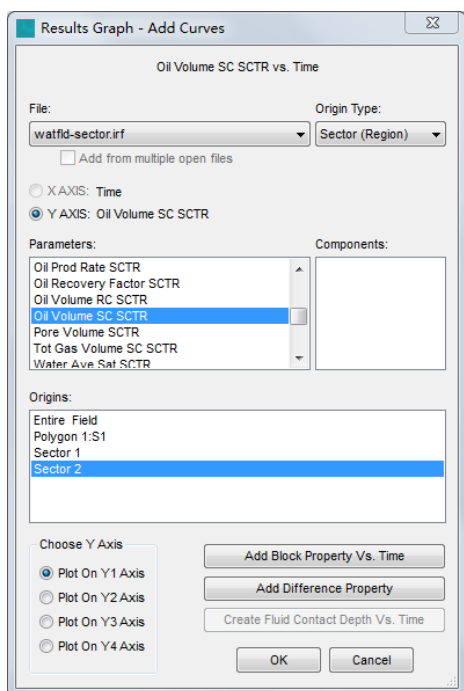 Results Graph - Add Curves
Oil Volume SC SCTR vs. Time
File: Origin Type:
watfld-sector.irf Sector (Region)
Add from multiple open files
X AXIS: Time
Y AXIS: Oil Volume SC SCTR
Parameters: Components:
Oil Prod Rate SCTR
Oil Recovery Factor SCTR
Oil Volume RC SCTR
Oil Volume SC SCTR
Pore Volume SCTR
Tot Gas Volume SC SCTR
Water Ave Sat SCTR
Origins:
Entire Field
Polygon 1:S1
Sector 1
Sector 2
Choose Y Axis
Plot On Y1 Axis
Plot On Y2 Axis
Plot On Y3 Axis
Plot On Y4 Axis
Add Block Property Vs. Time
Add Difference Property
Create Fluid Contact Depth Vs. Time
OK Cancel